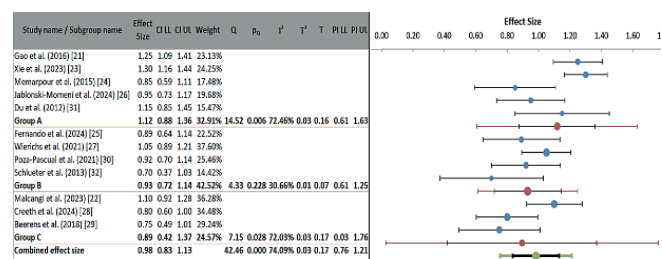 Study name / Subgroup name Effect Size CI LL CI UL Weight Q pQ I² T² T PI LL PI UL
Gao et al. (2016) [21] 1.25 1.09 1.41 23.13%
Xie et al. (2023) [23] 1.30 1.16 1.44 24.25%
Memarpour et al. (2015) [24] 0.85 0.59 1.11 17.48%
Jablonski-Momeni et al. (2024) [26] 0.95 0.73 1.17 19.68%
Du et al. (2012) [31] 1.15 0.85 1.45 15.47%
Group A 1.12 0.88 1.36 32.91% 14.52 0.006 72.46% 0.03 0.16 0.61 1.63
Fernando et al. (2024) [25] 0.89 0.64 1.14 22.52%
Wierichs et al. (2021) [27] 1.05 0.89 1.21 37.60%
Poza-Pascual et al. (2021) [30] 0.92 0.70 1.14 25.46%
Schlueter et al. (2013) [32] 0.70 0.37 1.03 14.42%
Group B 0.93 0.72 1.14 42.52% 4.33 0.228 30.66% 0.01 0.07 0.61 1.25
Malcangi et al. (2023) [22] 1.10 0.92 1.28 36.28%
Creeth et al. (2024) [28] 0.80 0.60 1.00 34.48%
Beerens et al. (2018) [29] 0.75 0.49 1.01 29.24%
Group C 0.89 0.42 1.37 24.57% 7.15 0.028 72.03% 0.03 0.17 0.03 1.76
Combined effect size 0.98 0.83 1.13 42.46 0.000 74.09% 0.03 0.17 0.76 1.21
Effect Size
0.00 0.20 0.40 0.60 0.80 1.00 1.20 1.40 1.60